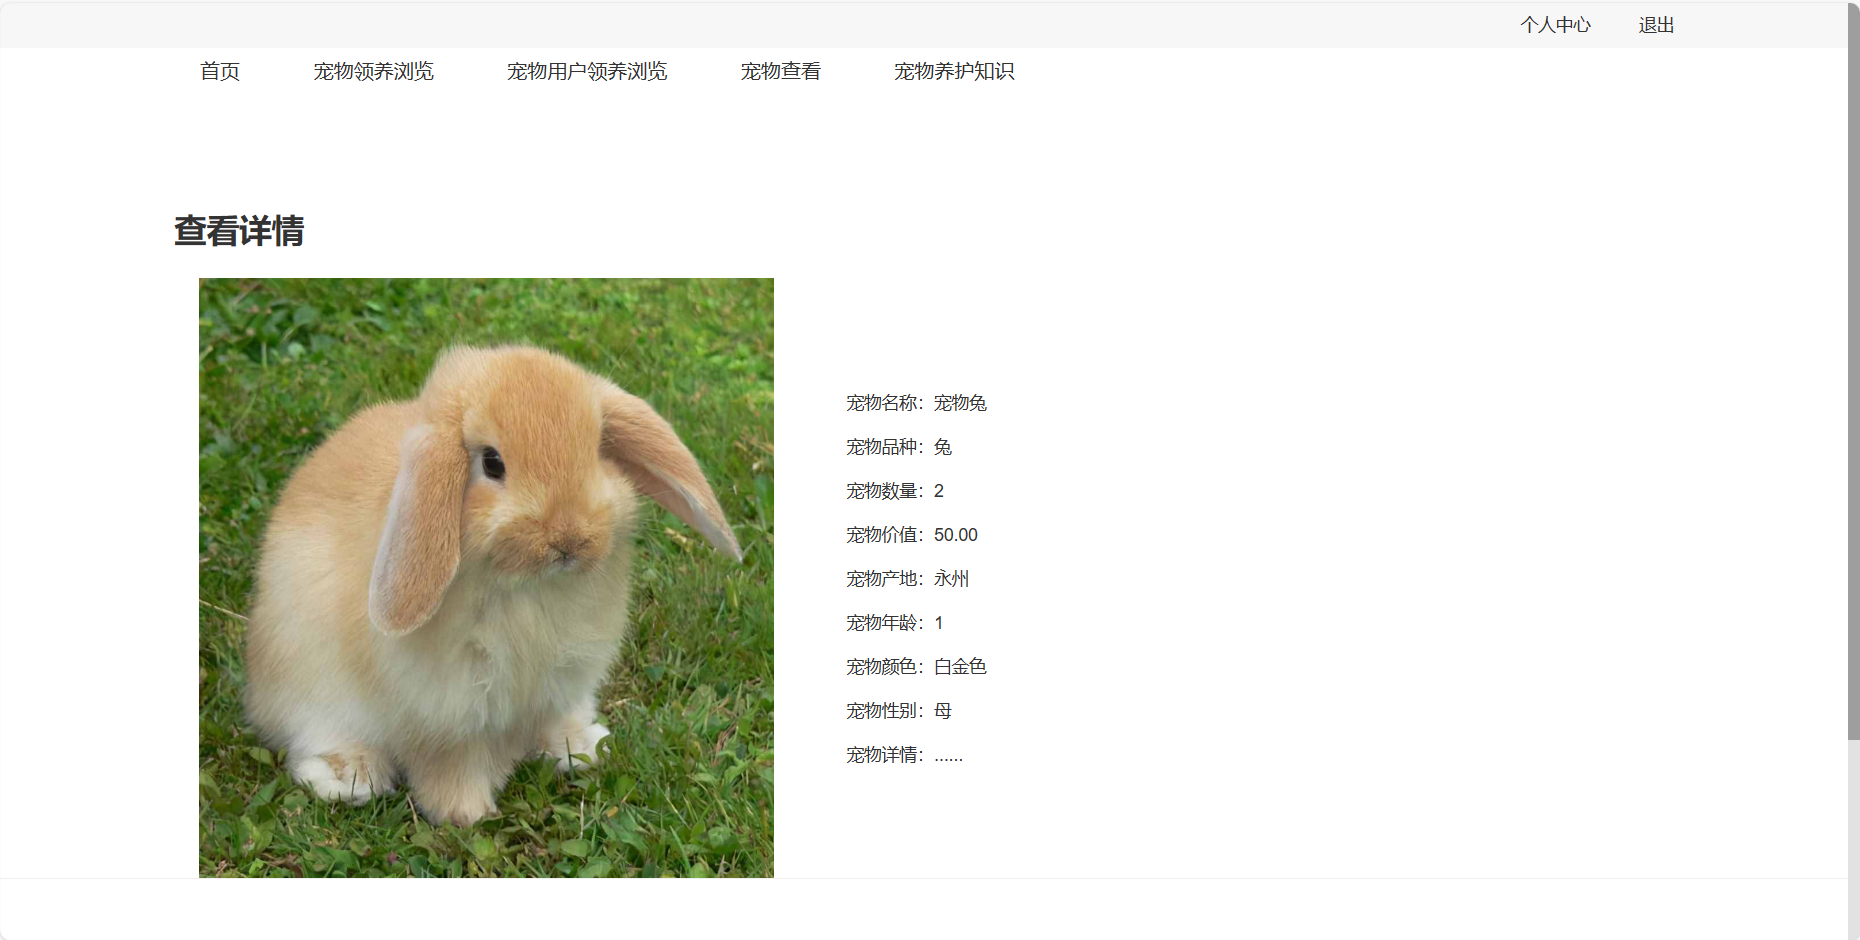 个人中心 退出
首页 宠物领养浏览 宠物用户领养浏览 宠物查看 宠物养护知识
查看详情
宠物名称：宠物兔
宠物品种：兔
宠物数量：2
宠物价值：50.00
宠物产地：永州
宠物年龄：1
宠物颜色：白金色
宠物性别：母
宠物详情：......